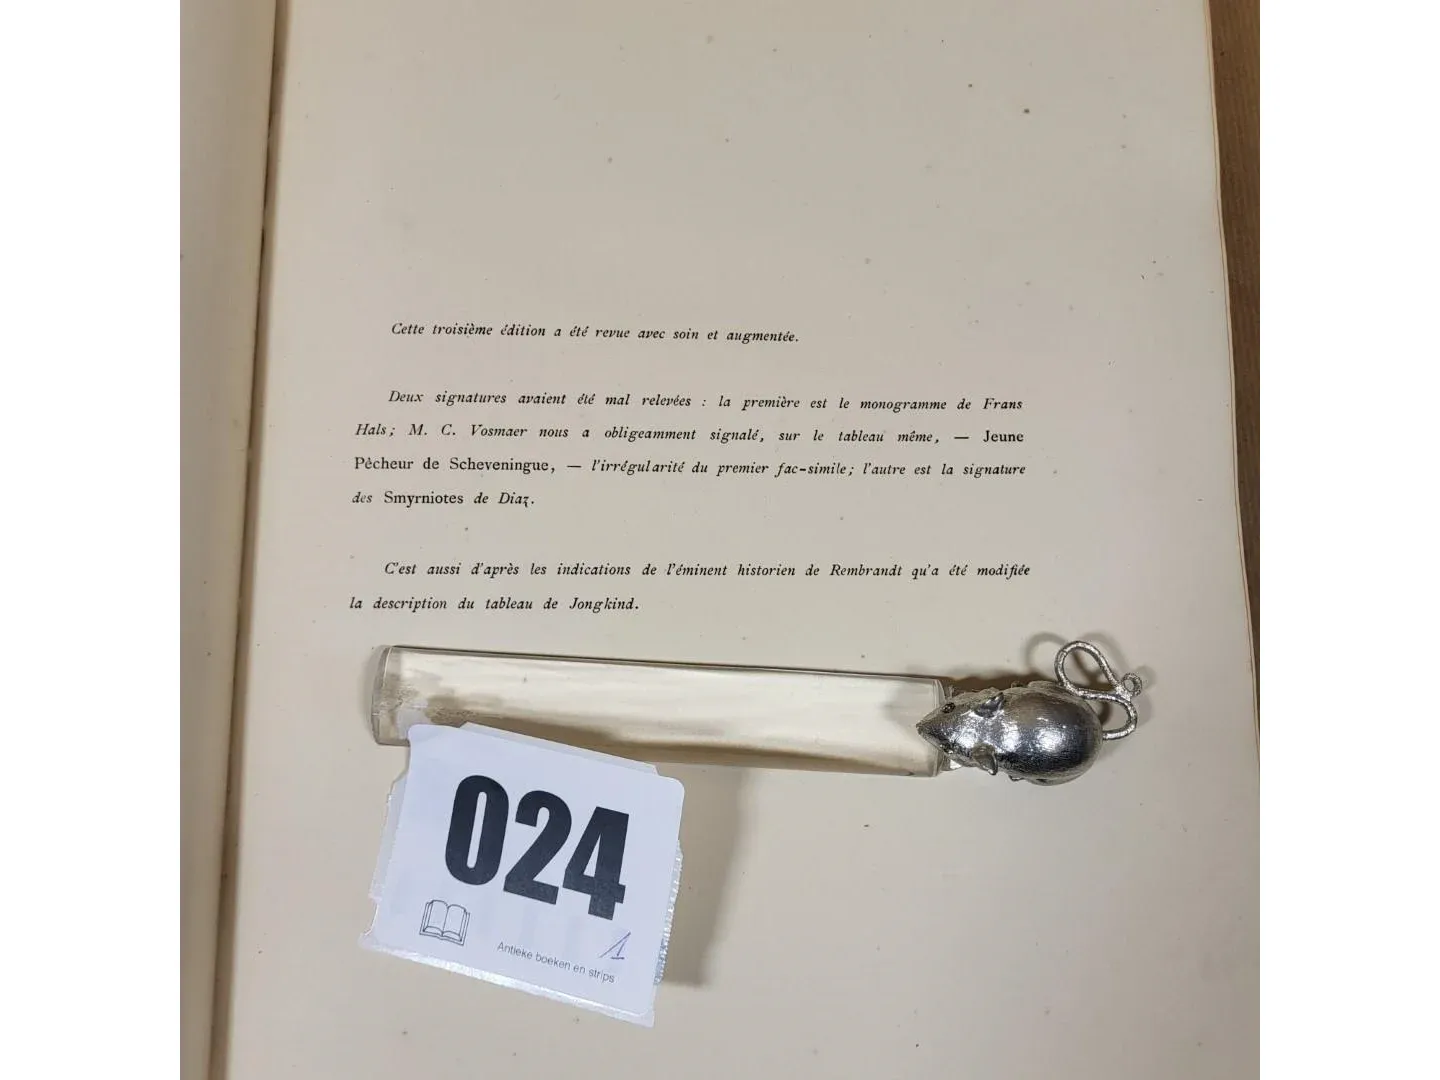 Cette troisième édition a été revue avec soin et augmentée.
Deux signatures avaient été mal relevées : la première est le monogramme de Frans
Hals; M. C. Vosmaer nous a obligeamment signalé, sur le tableau même, — Jeune
Pêcheur de Scheveningue, — l'irrégularité du premier fac-simile; l'autre est la signature
des Smyrniotes de Diaz.
C'est aussi d'après les indications de l'éminent historien de Rembrandt qu'a été modifiée
la description du tableau de Jongkind.
024
1
Antieke boeken en strips